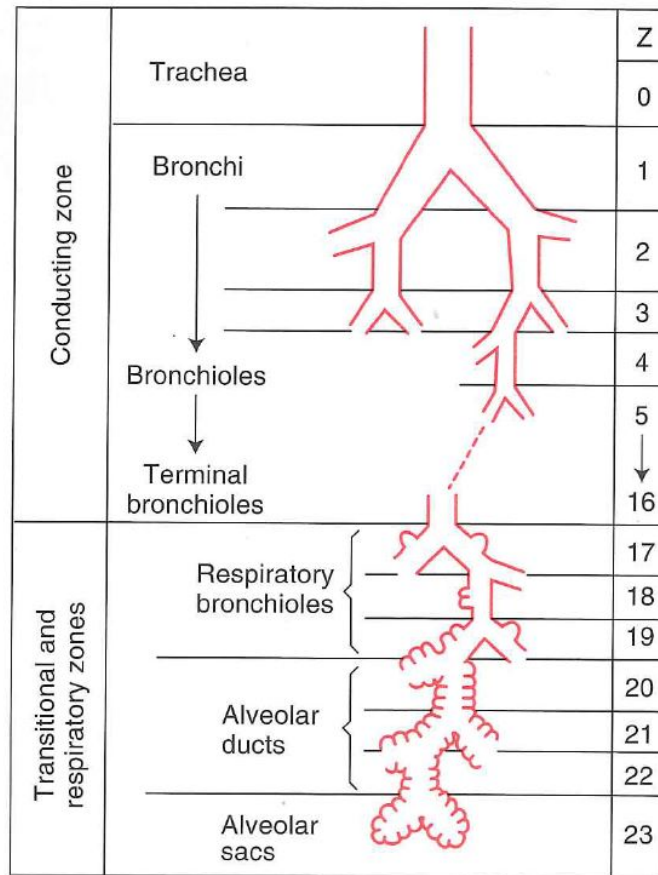 Z
Trachea
0
Conducting zone
Bronchi
1
2
3
Bronchioles
4
5
Terminal
bronchioles
16
Transitional and
respiratory zones
Respiratory
bronchioles
17
18
19
Alveolar
ducts
20
21
22
Alveolar
sacs
23